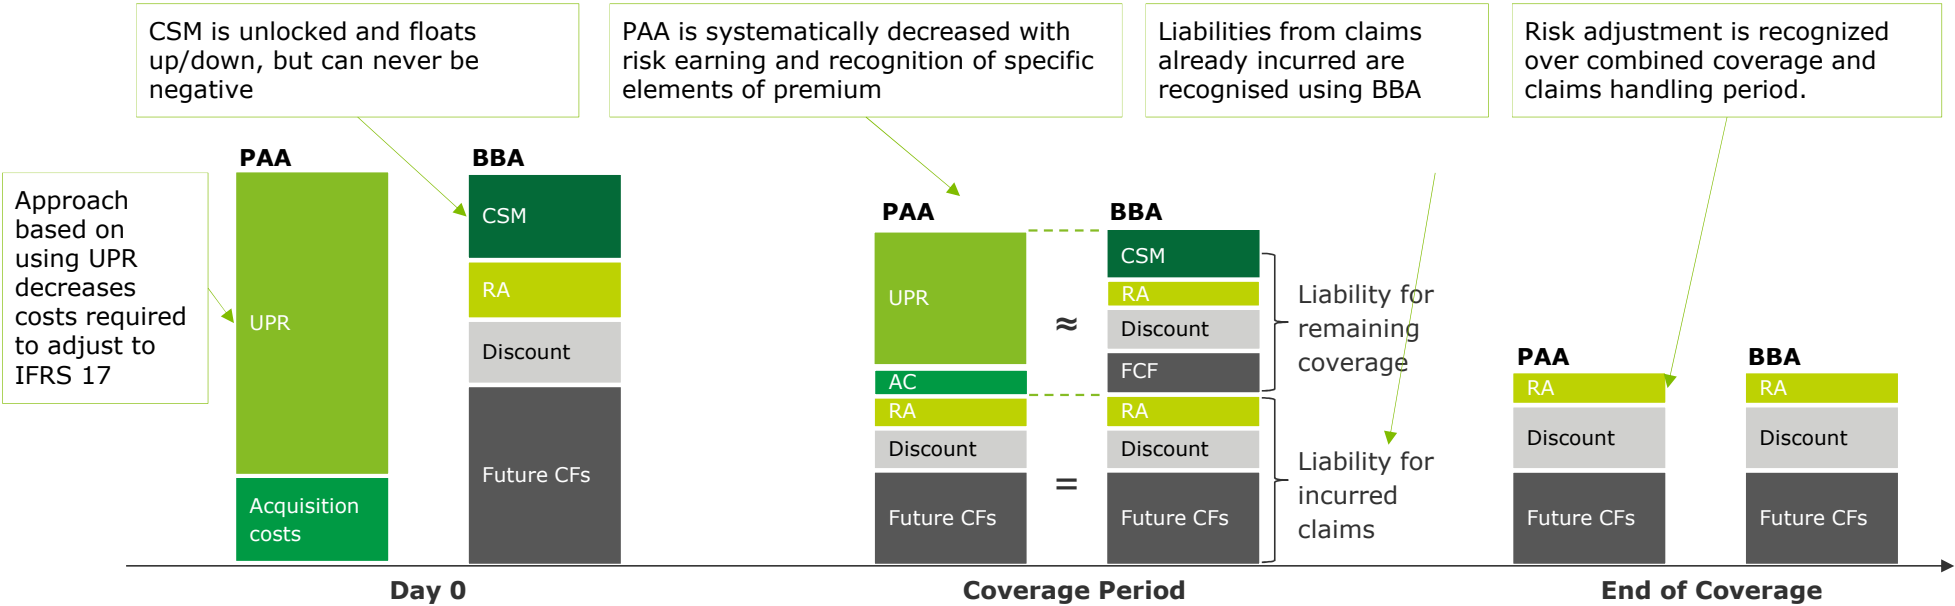 CSM is unlocked and floats
up/down, but can never be
negative
PAA is systematically decreased with
risk earning and recognition of specific
elements of premium
Liabilities from claims
already incurred are
recognised using BBA
Risk adjustment is recognized
over combined coverage and
claims handling period.
Approach
based on
using UPR
decreases
costs required
to adjust to
IFRS 17
PAA
UPR
Acquisition
costs
BBA
CSM
RA
Discount
Future CFs
PAA
UPR
AC
RA
Discount
Future CFs
≈
=
BBA
CSM
RA
Discount
FCF
RA
Discount
Future CFs
Liability for
remaining
coverage
Liability for
incurred
claims
PAA
RA
Discount
Future CFs
BBA
RA
Discount
Future CFs
Day 0
Coverage Period
End of Coverage